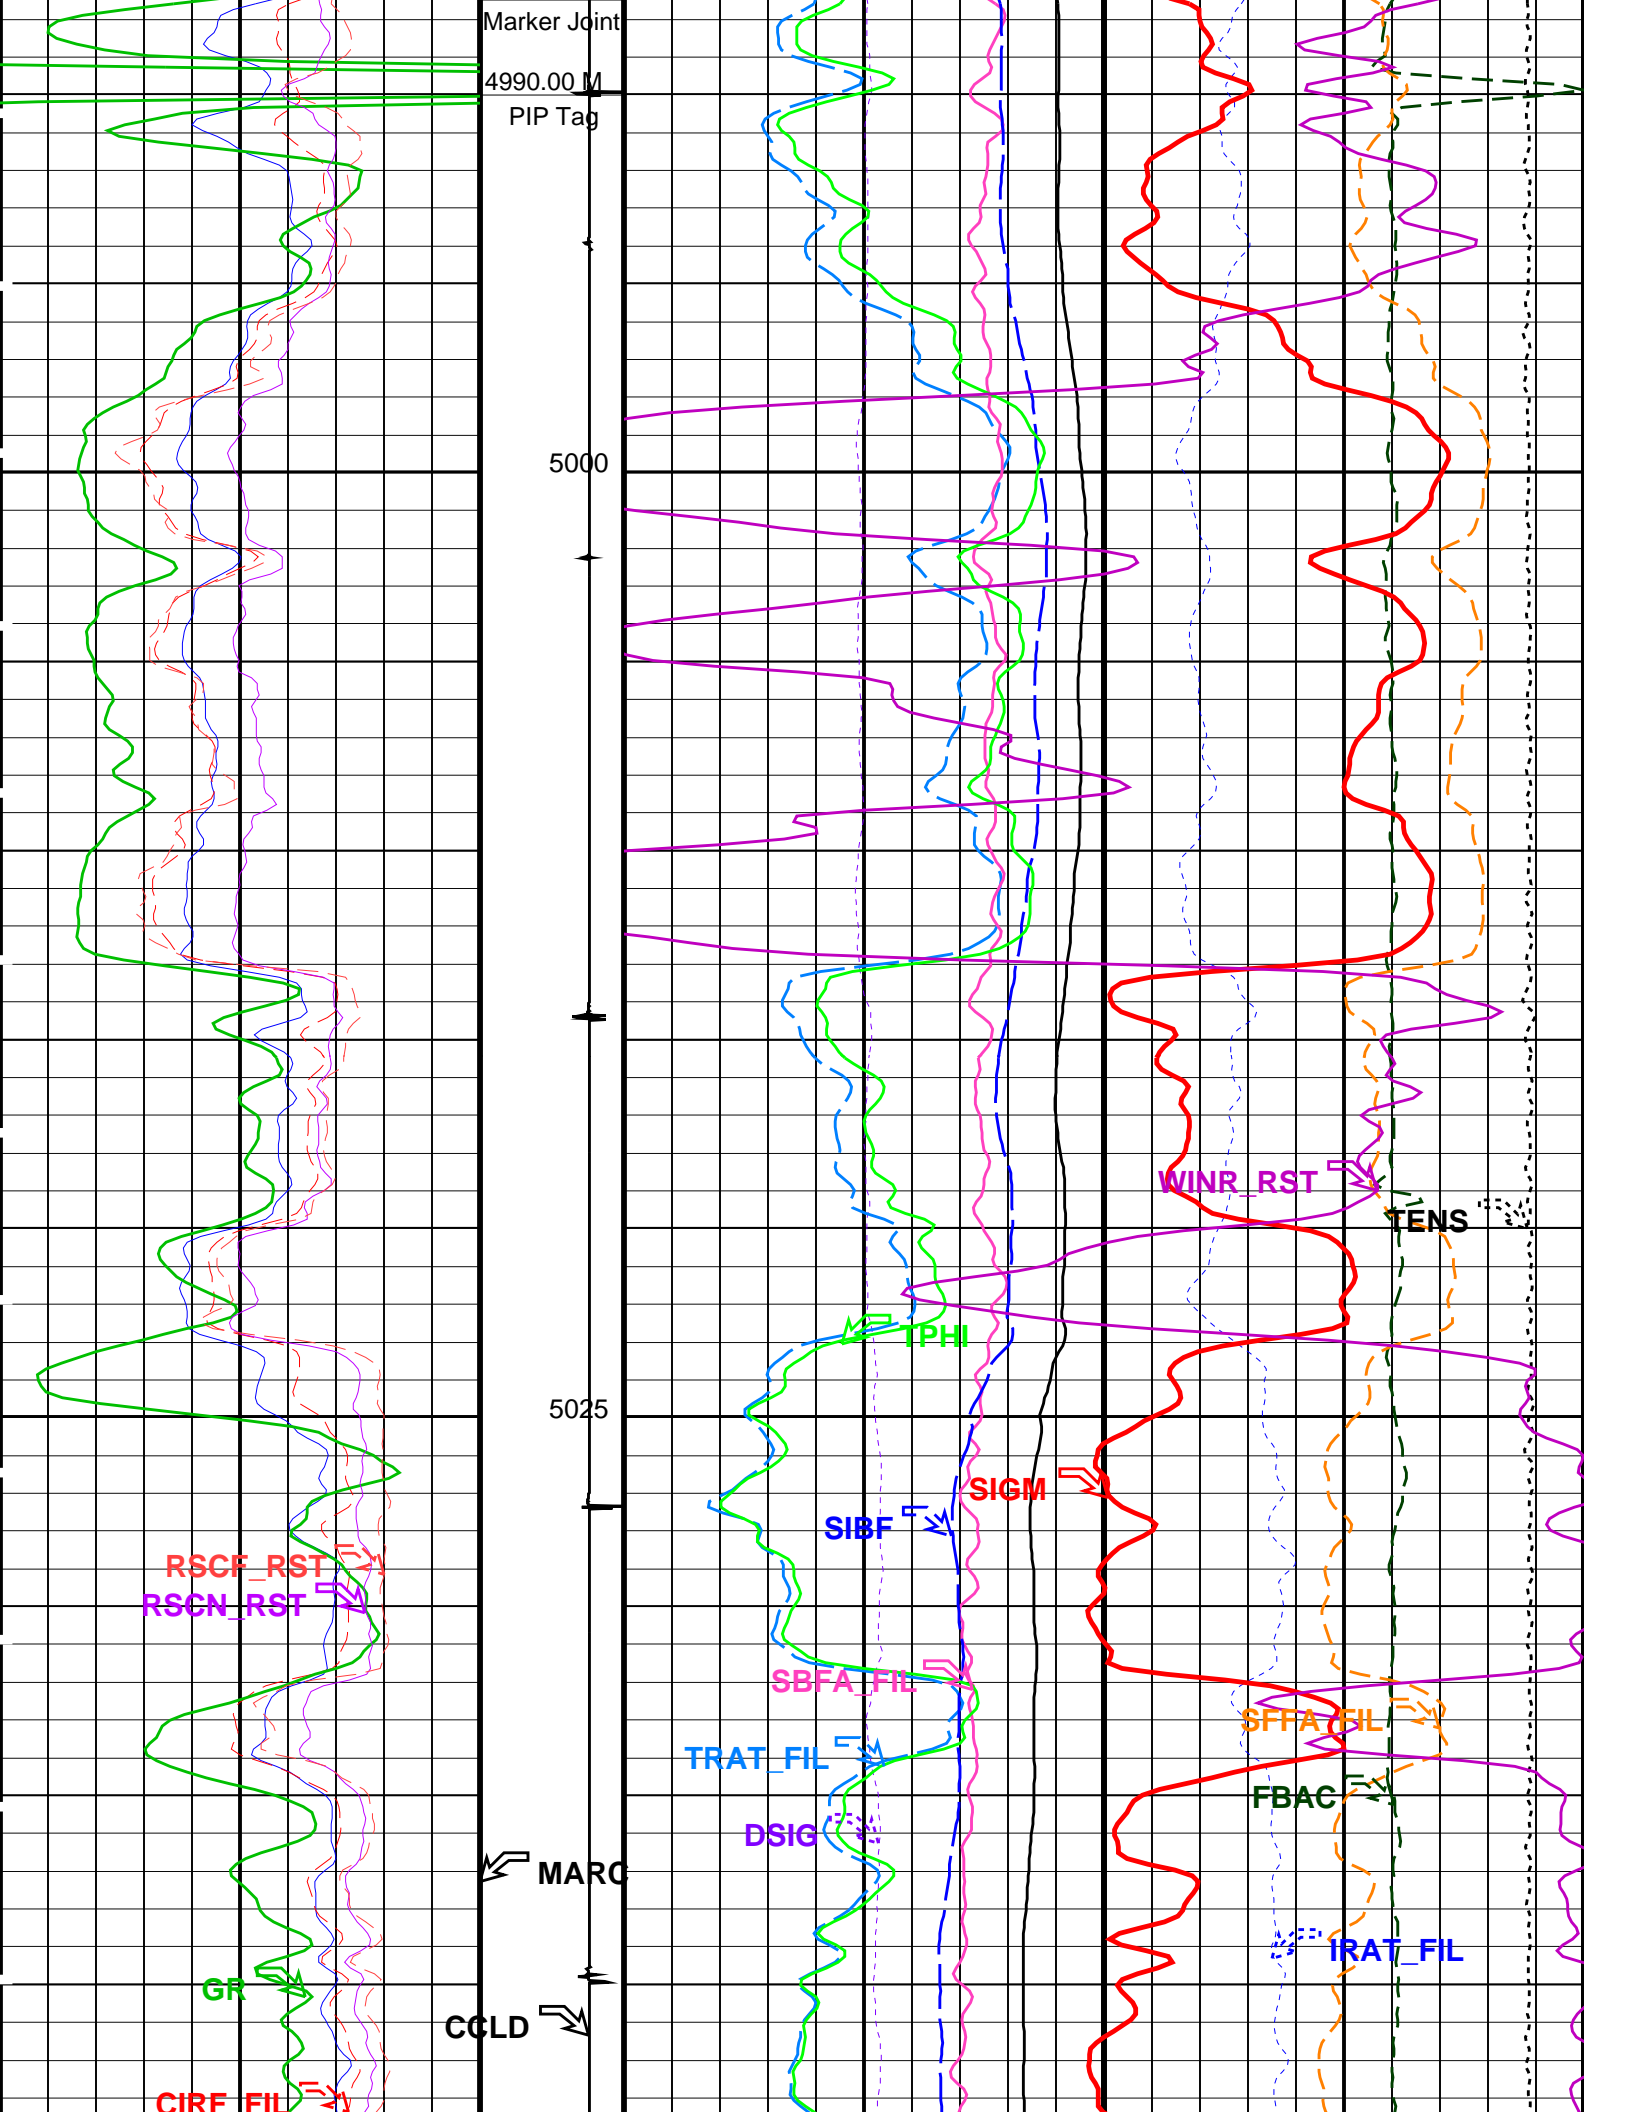 Marker Joint
4990.00 M
PIP Tag
5000
WINR_RST
TENS
TPHI
5025
SIGM
SIBF
RSCF_RST
RSCN_RST
SBFA_FIL
SFFA_FIL
TRAT_FIL
FBAC
DSIG
MARC
IRAT_FIL
GR
CCLD
CIRF_FIL